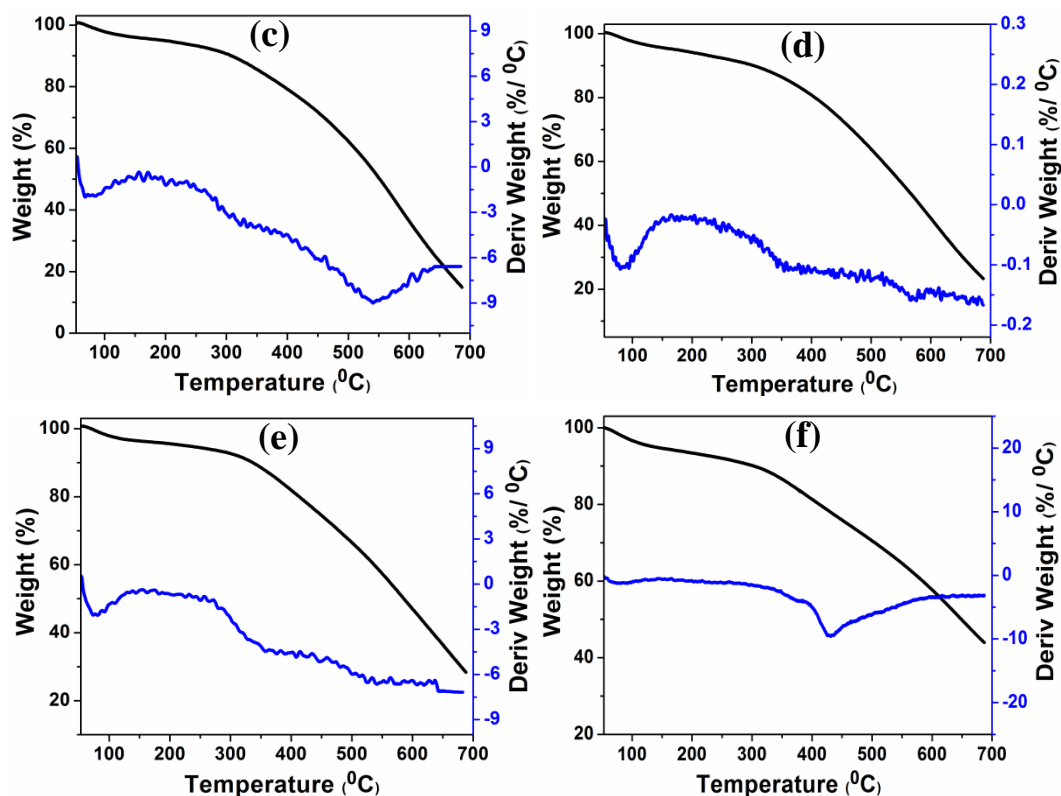 (c)
Weight (%)
100
80
60
40
20
0
100 200 300 400 500 600 700
Temperature (⁰C)
9
6
3
0
-3
-6
-9
Deriv Weight (%/ ⁰C)
(d)
Weight (%)
100
80
60
40
20
100 200 300 400 500 600 700
Temperature (⁰C)
0.3
0.2
0.1
0.0
-0.1
-0.2
Deriv Weight (%/ ⁰C)
(e)
Weight (%)
100
80
60
40
20
100 200 300 400 500 600 700
Temperature (⁰C)
9
6
3
0
-3
-6
-9
Deriv Weight (%/ ⁰C)
(f)
Weight (%)
100
80
60
40
20
100 200 300 400 500 600 700
Temperature (⁰C)
20
10
0
-10
-20
Deriv Weight (%/ ⁰C)